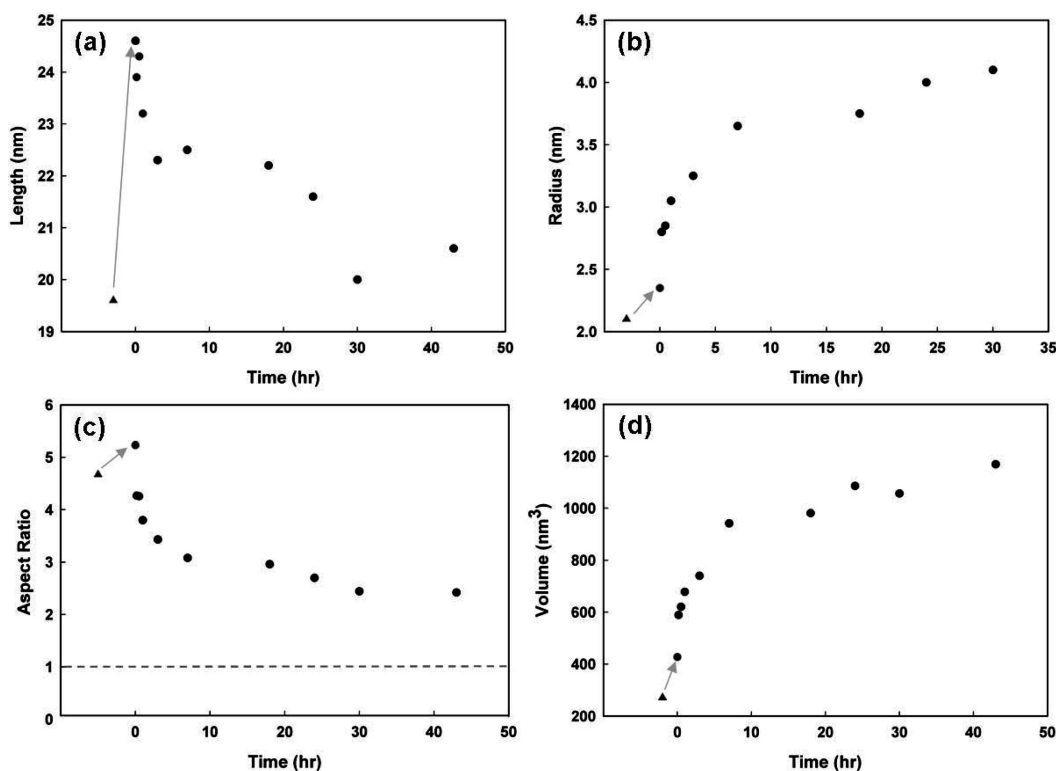 (a)
25
24
23
22
21
20
19
Length (nm)
0 10 20 30 40 50
Time (hr)
(b)
4.5
4.0
3.5
3.0
2.5
2.0
Radius (nm)
0 5 10 15 20 25 30 35
Time (hr)
(c)
6
5
4
3
2
1
0
Aspect Ratio
0 10 20 30 40 50
Time (hr)
(d)
1400
1200
1000
800
600
400
200
Volume (nm³)
0 10 20 30 40 50
Time (hr)